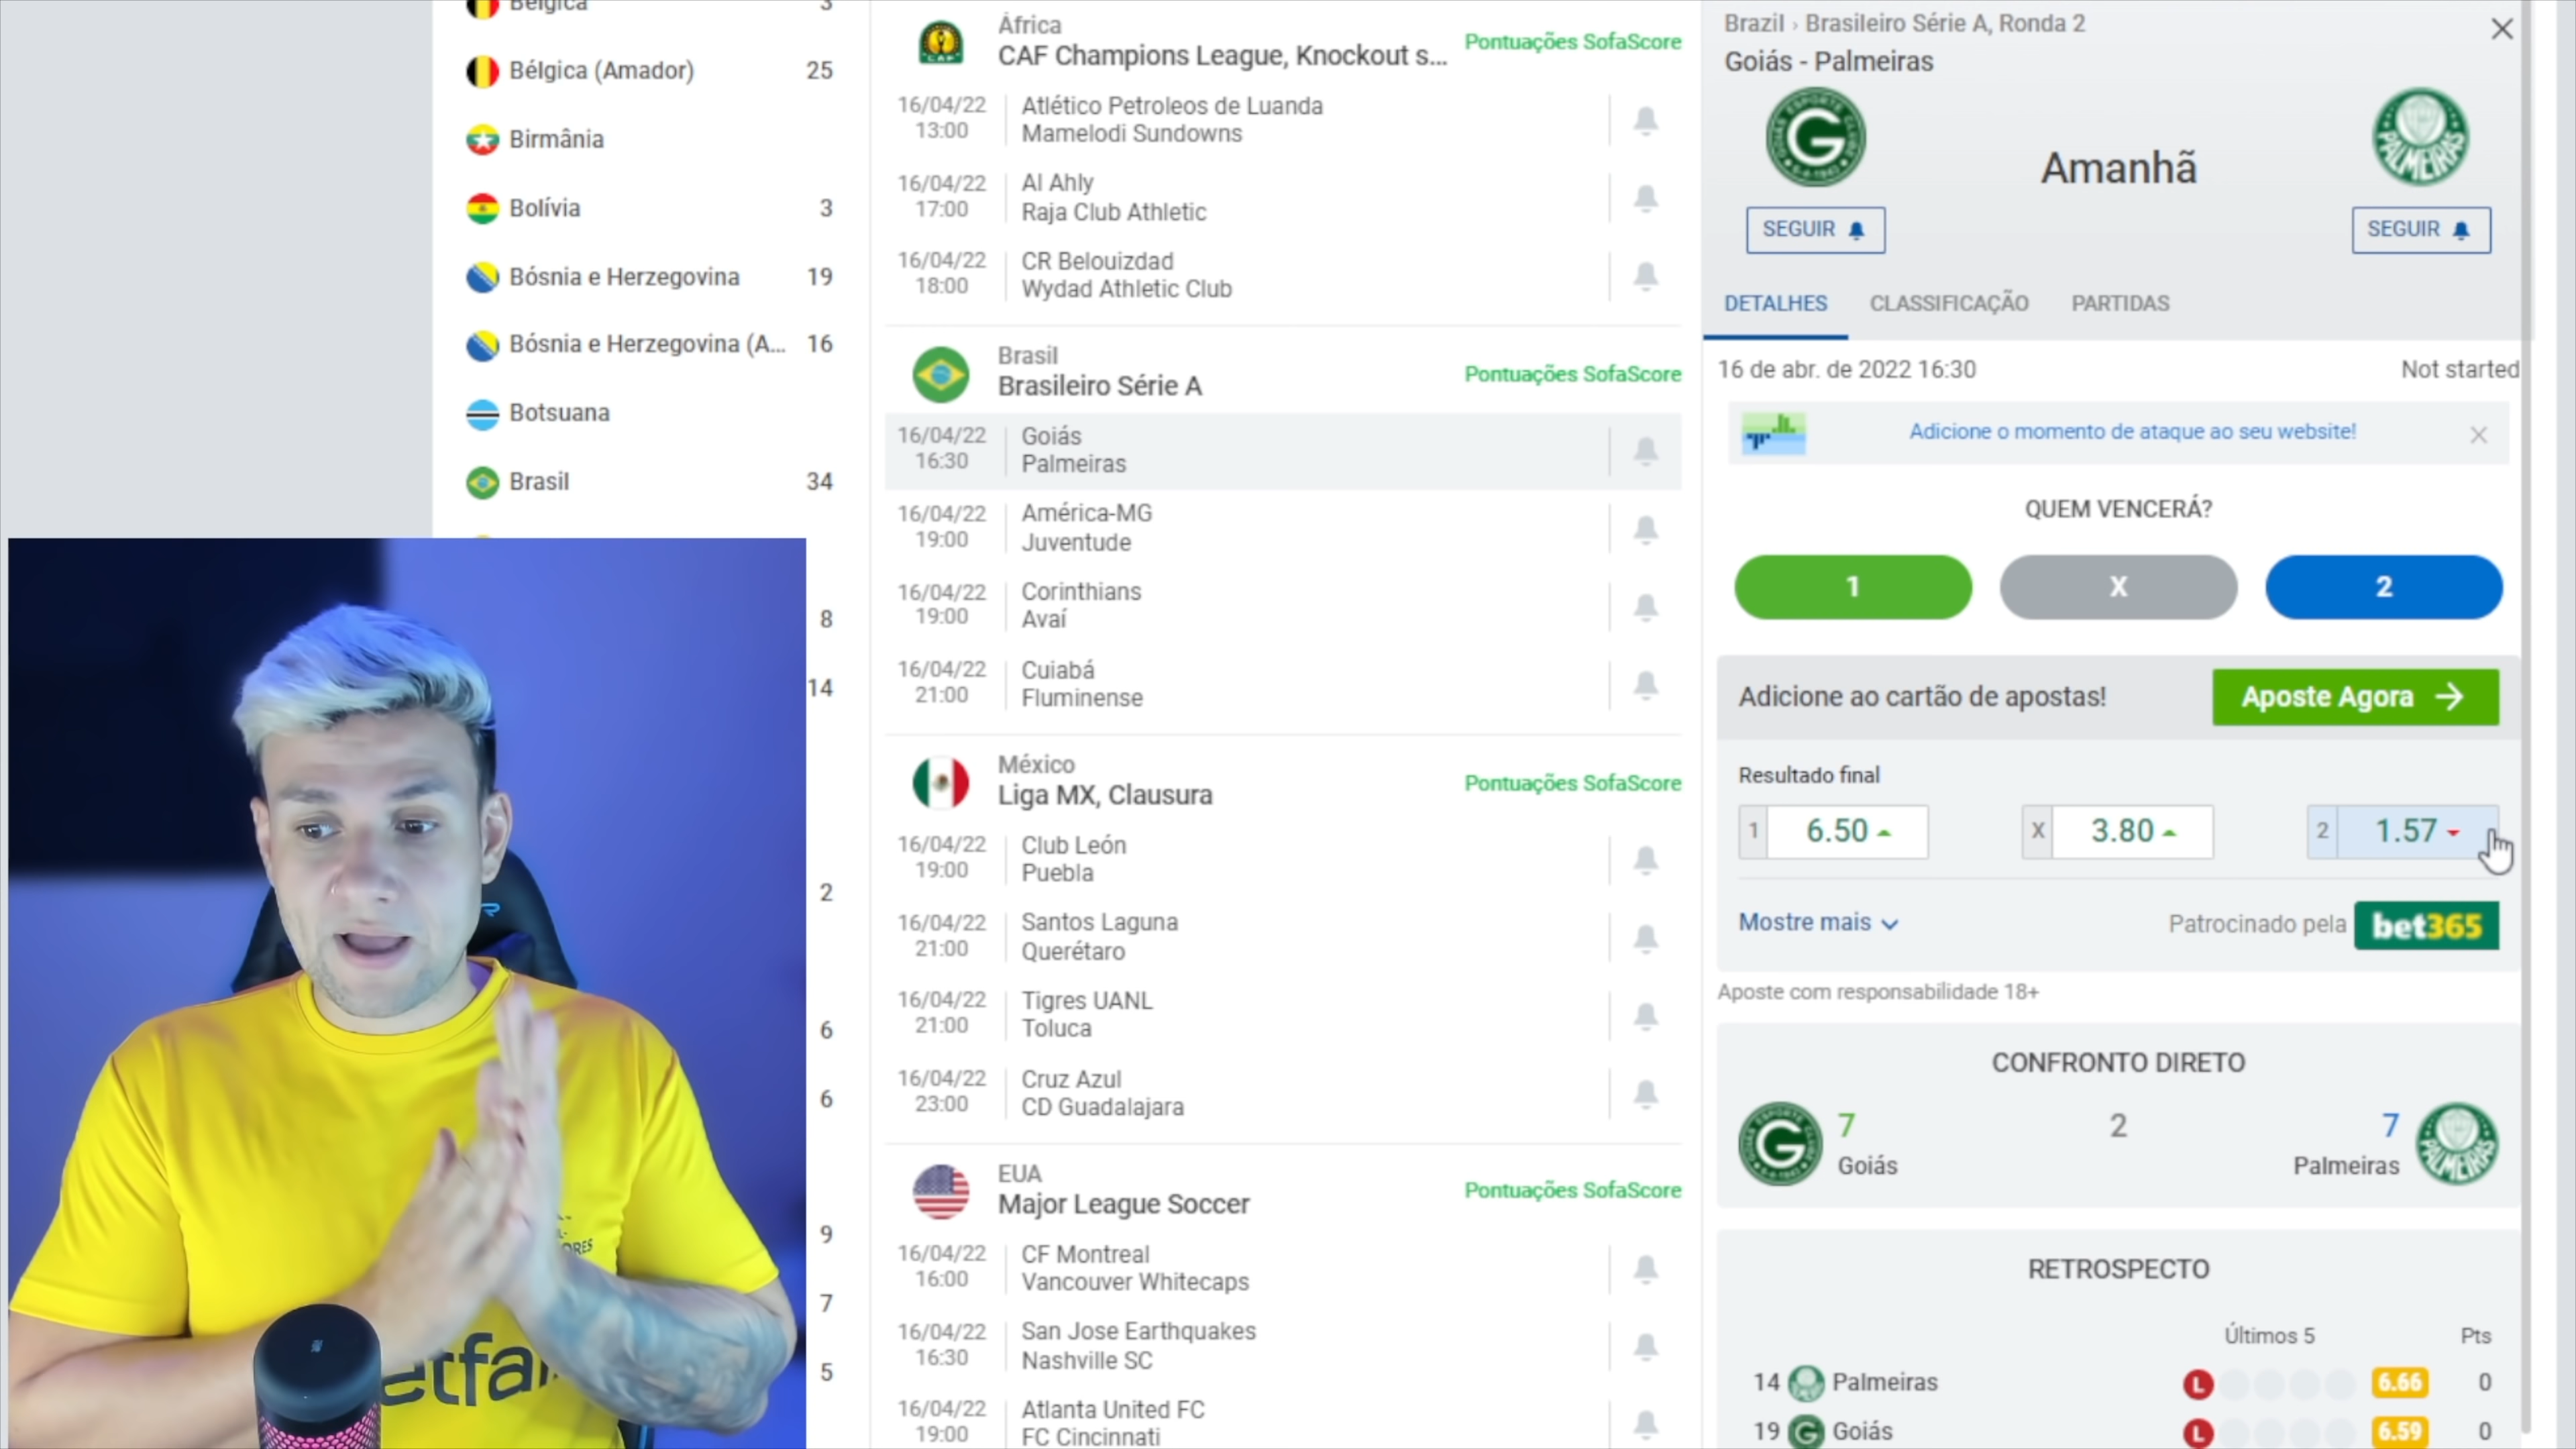 Bélgica 3
Bélgica (Amador) 25
Birmânia
Bolívia 3
Bósnia e Herzegovina 19
Bósnia e Herzegovina (A... 16
Botsuana
Brasil 34
8
14
2
6
6
9
7
5
etfai
ORES
África
CAF Champions League, Knockout s...
Pontuações SofaScore
16/04/22
13:00
Atlético Petroleos de Luanda
Mamelodi Sundowns
16/04/22
17:00
Al Ahly
Raja Club Athletic
16/04/22
18:00
CR Belouizdad
Wydad Athletic Club
Brasil
Brasileiro Série A
Pontuações SofaScore
16/04/22
16:30
Goiás
Palmeiras
16/04/22
19:00
América-MG
Juventude
16/04/22
19:00
Corinthians
Avaí
16/04/22
21:00
Cuiabá
Fluminense
México
Liga MX, Clausura
Pontuações SofaScore
16/04/22
19:00
Club León
Puebla
16/04/22
21:00
Santos Laguna
Querétaro
16/04/22
21:00
Tigres UANL
Toluca
16/04/22
23:00
Cruz Azul
CD Guadalajara
EUA
Major League Soccer
Pontuações SofaScore
16/04/22
16:00
CF Montreal
Vancouver Whitecaps
16/04/22
16:30
San Jose Earthquakes
Nashville SC
16/04/22
19:00
Atlanta United FC
FC Cincinnati
Brazil › Brasileiro Série A, Ronda 2
Goiás - Palmeiras
Amanhã
PALMEIRAS
SEGUIR
SEGUIR
DETALHES CLASSIFICAÇÃO PARTIDAS
16 de abr. de 2022 16:30 Not started
Adicione o momento de ataque ao seu website!
QUEM VENCERÁ?
1 X 2
Adicione ao cartão de apostas! Aposte Agora
Resultado final
1 6.50 X 3.80 2 1.57
Mostre mais Patrocinado pela bet365
Aposte com responsabilidade 18+
CONFRONTO DIRETO
7 2 7
Goiás Palmeiras
PALMEIRAS
RETROSPECTO
Últimos 5 Pts
14 Palmeiras L 6.66 0
19 Goiás L 6.59 0